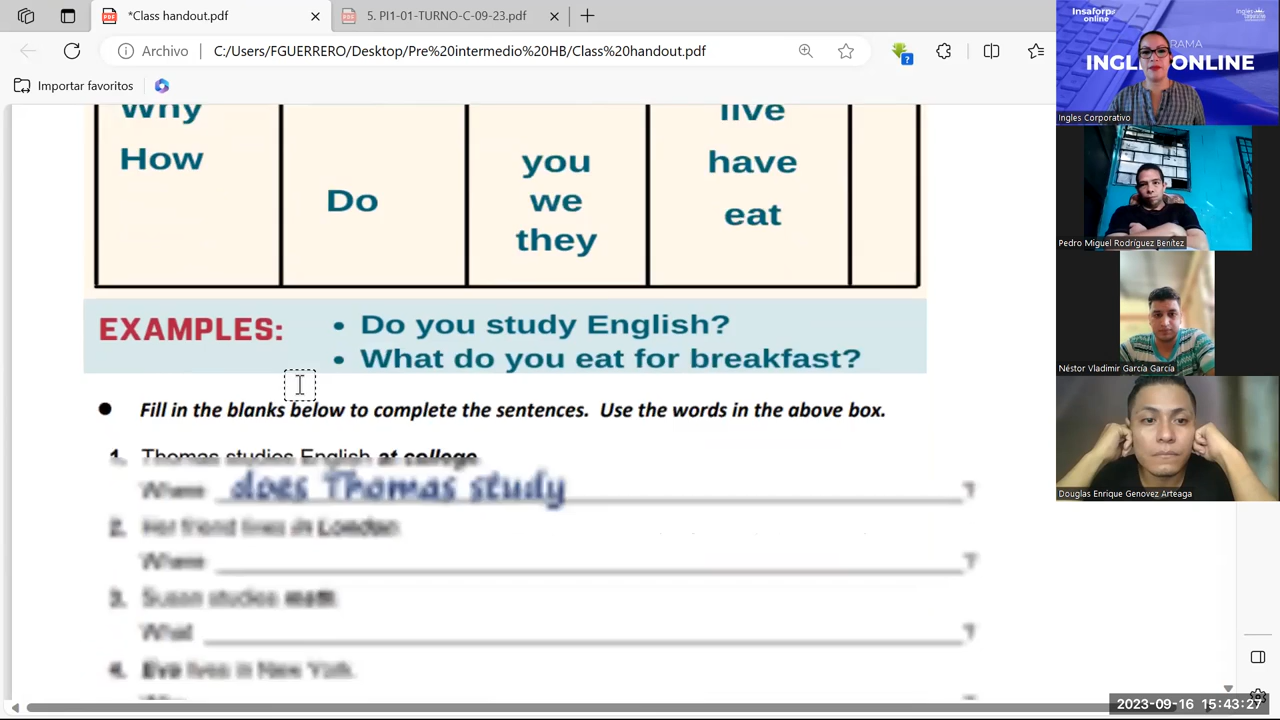 *Class handout.pdf
01-TURNO-C-09-23.pdf
Archivo
C:/Users/FGUERRERO/Desktop/Pre%20intermedio%20HB/Class%20handout.pdf
Importar favoritos
Why
How
Do
you
we
they
live
have
eat
EXAMPLES:
• Do you study English?
• What do you eat for breakfast?
● Fill in the blanks below to complete the sentences. Use the words in the above box.
1. Thomas studies English at college.
Where does Thomas study ?
2. Her friend lives in London.
Where ?
3. Susan studies math.
What ?
4. Eva lives in New York.
Insaforp
online
INGL ONLINE
Ingles Corporativo
Pedro Miguel Rodríguez Benítez
Néstor Vladimir García García
Douglas Enrique Genovez Arteaga
2023-09-16 15:43:27